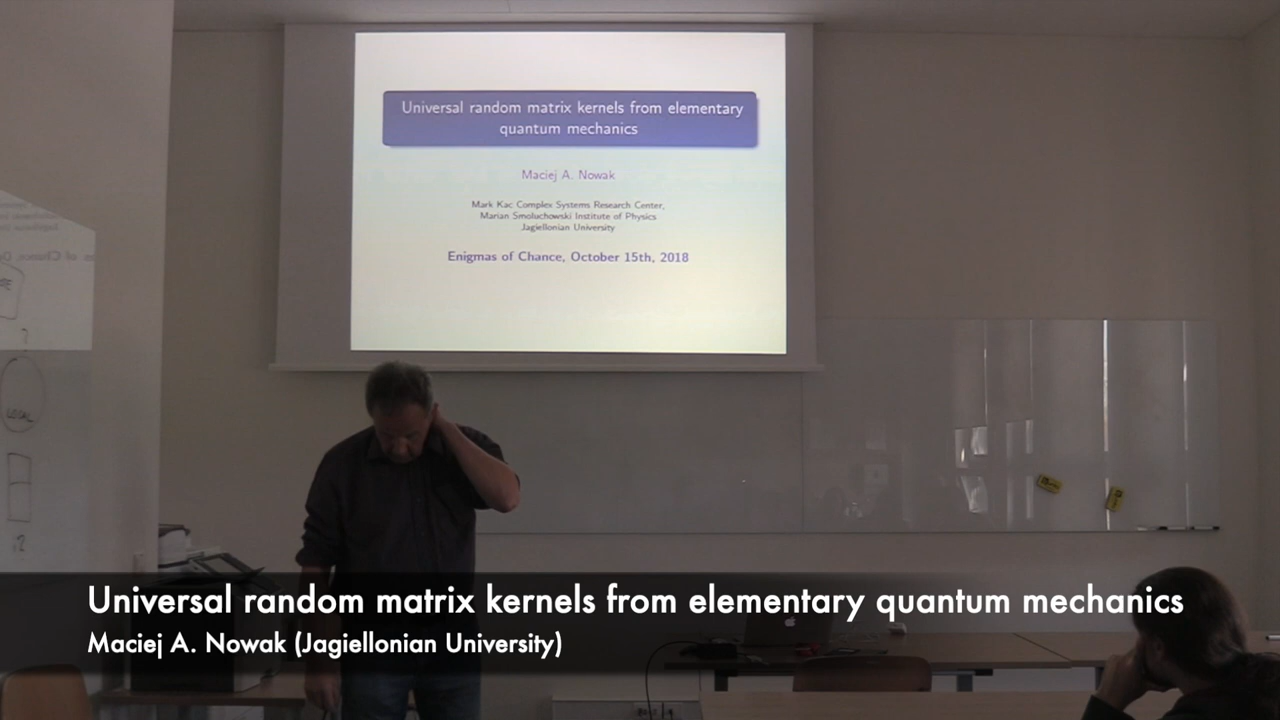 Universal random matrix kernels from elementary
quantum mechanics
Maciej A. Nowak
Mark Kac Complex Systems Research Center,
Marian Smoluchowski Institute of Physics
Jagiellonian University
Enigmas of Chance, October 15th, 2018
LOCAL
Universal random matrix kernels from elementary quantum mechanics
Maciej A. Nowak (Jagiellonian University)